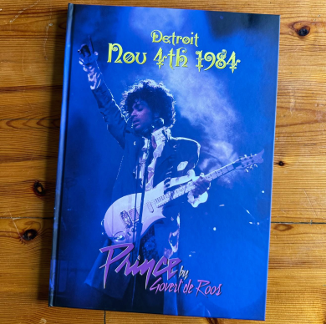 Detroit
Nov 4th 1984
Prince by
Govert de Roos